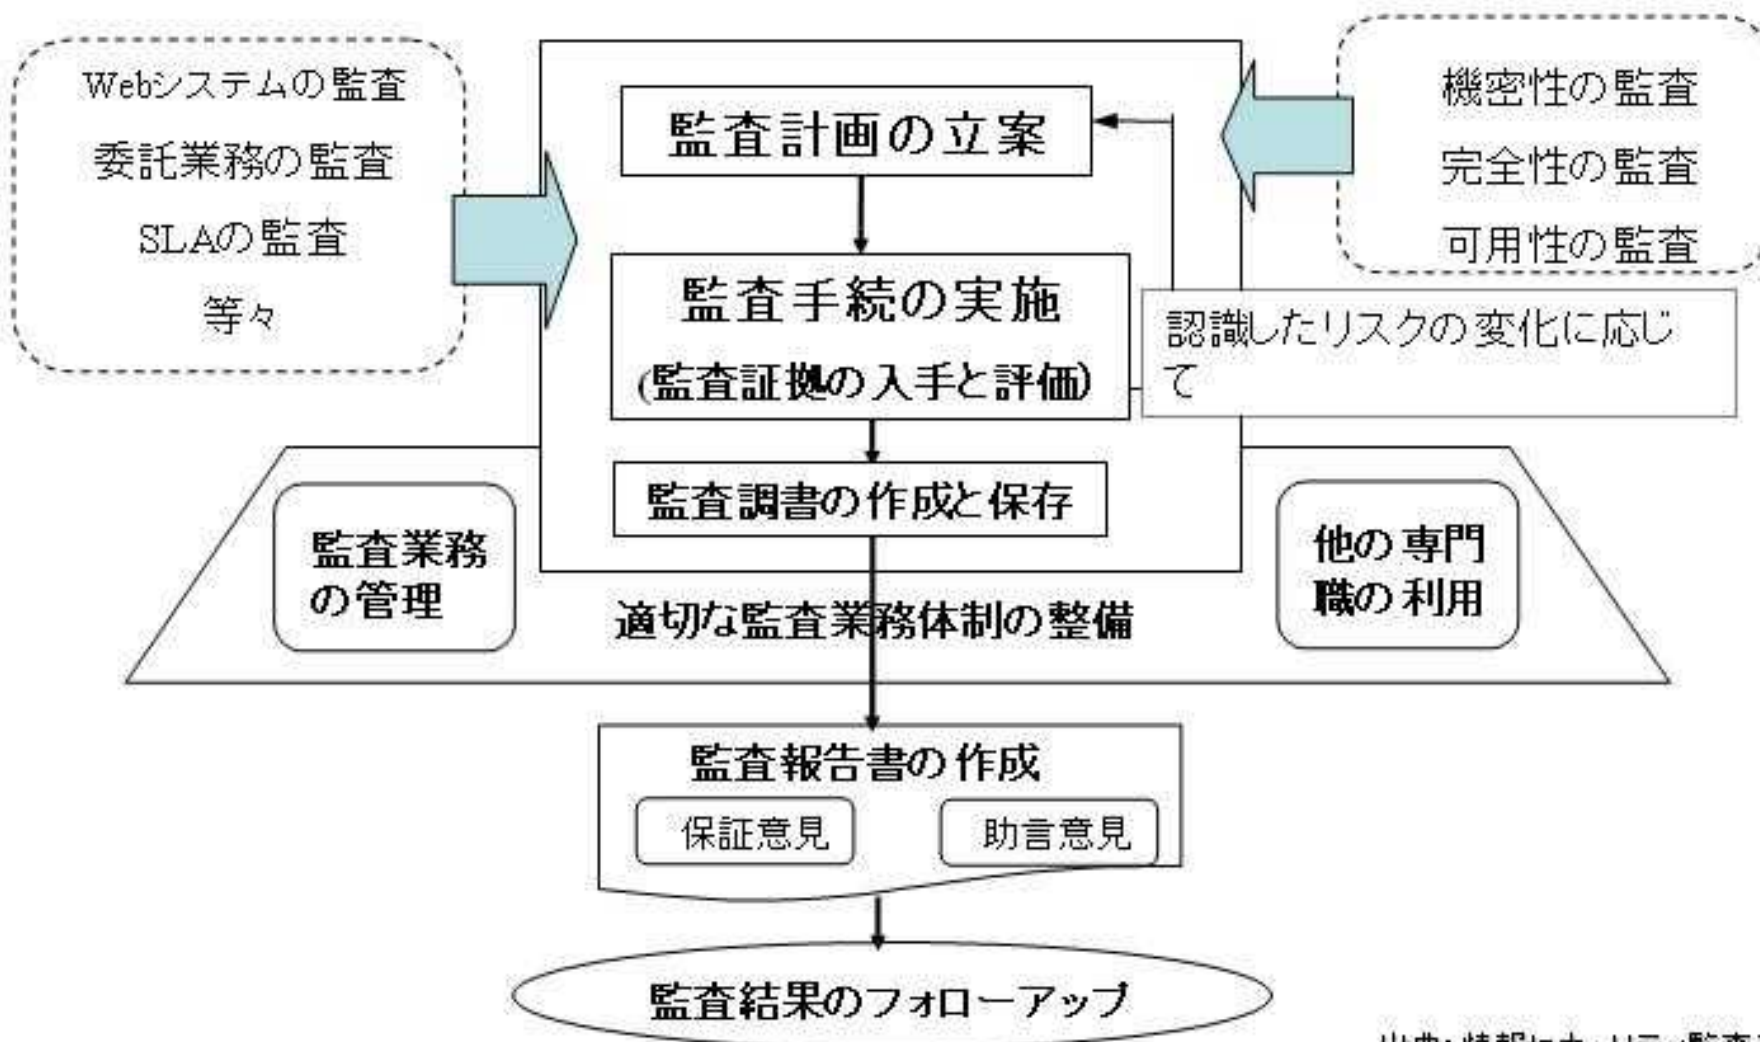 Webシステムの監査
委託業務の監査
SLAの監査
等々
監査計画の立案
機密性の監査
完全性の監査
可用性の監査
監査手続の実施
(監査証拠の入手と評価)
認識したリスクの変化に応じ
て
監査調書の作成と保存
監査業務
の管理
他の専門
職の利用
適切な監査業務体制の整備
監査報告書の作成
保証意見
助言意見
監査結果のフォローアップ